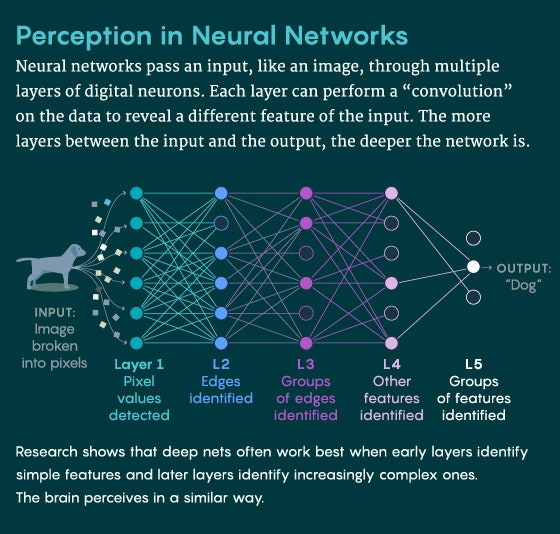 Perception in Neural Networks
Neural networks pass an input, like an image, through multiple
layers of digital neurons. Each layer can perform a “convolution”
on the data to reveal a different feature of the input. The more
layers between the input and the output, the deeper the network is.
INPUT:
Image
broken
into pixels
Layer 1
Pixel
values
detected
L2
Edges
identified
L3
Groups
of edges
identified
L4
Other
features
identified
L5
Groups
of features
identified
OUTPUT:
“Dog”
Research shows that deep nets often work best when early layers identify
simple features and later layers identify increasingly complex ones.
The brain perceives in a similar way.